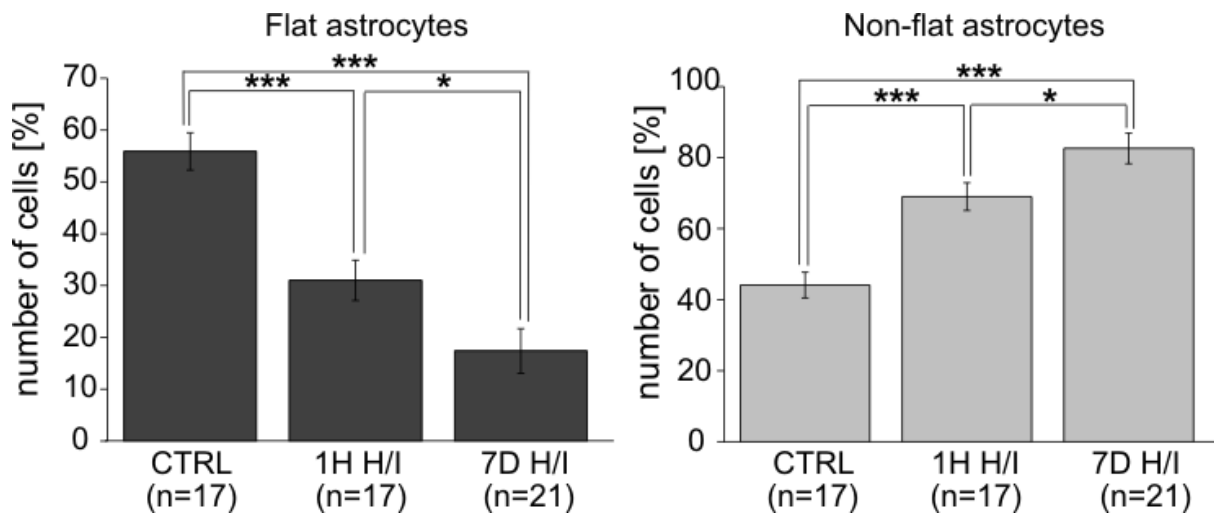 Flat astrocytes
number of cells [%]
70
60
50
40
30
20
10
0
***
***
*
CTRL
(n=17)
1H H/I
(n=17)
7D H/I
(n=21)
Non-flat astrocytes
number of cells [%]
100
80
60
40
20
0
***
***
*
CTRL
(n=17)
1H H/I
(n=17)
7D H/I
(n=21)